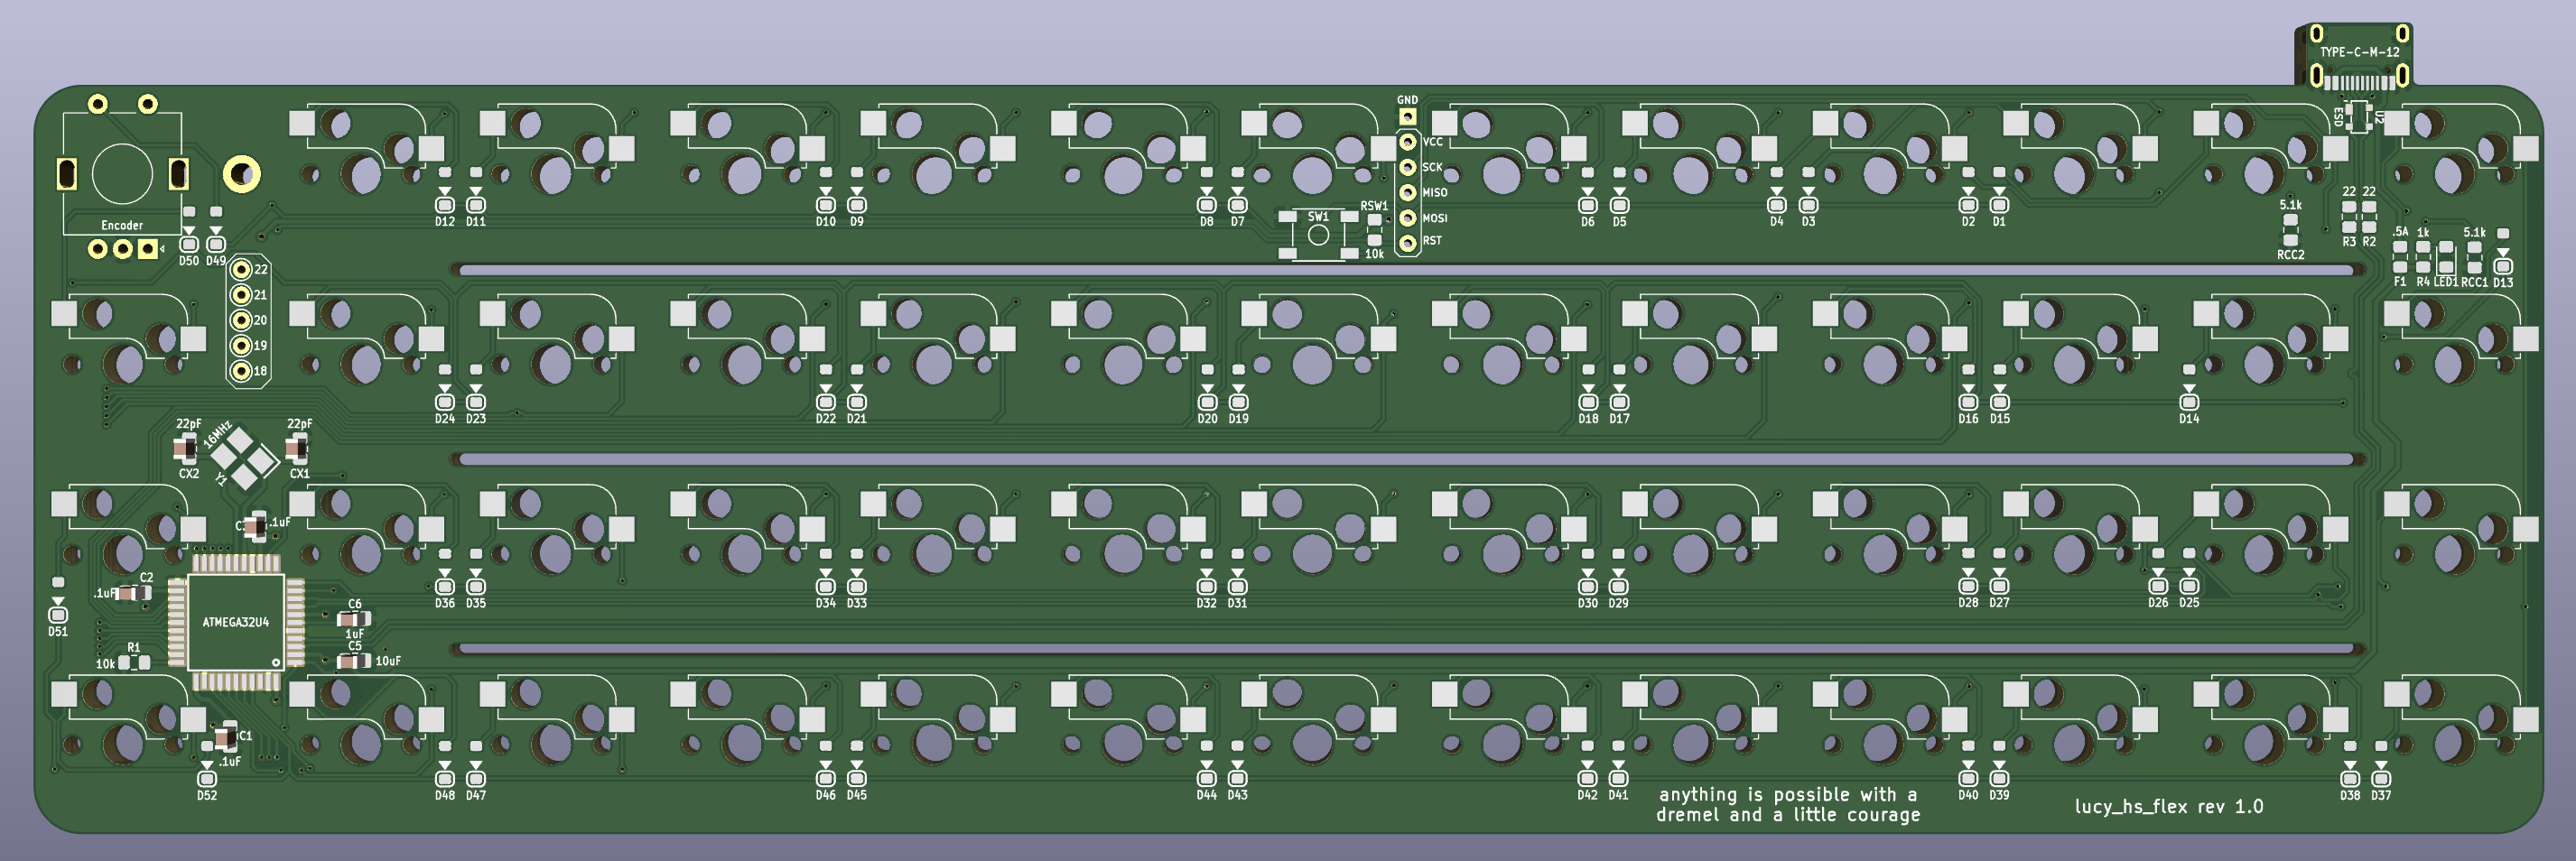 TYPE-C-M-12
GND
VCC
SCK
MISO
MOSI
RST
ESD
U2
Encoder
D50
D49
D12
D11
D10
D9
D8
D7
SW1
RSW1
10k
D6
D5
D4
D3
D2
D1
5.1k
RCC2
22
22
R3
R2
.5A
1k
5.1k
F1
R4
LED1
RCC1
D13
22
21
20
19
18
D24
D23
D22
D21
D20
D19
D18
D17
D16
D15
D14
22pF
16MHz
22pF
CX2
Y1
CX1
.1uF
C2
.1uF
D51
ATMEGA32U4
R1
10k
C6
1uF
C5
10uF
D36
D35
D34
D33
D32
D31
D30
D29
D28
D27
D26
D25
C1
.1uF
D52
D48
D47
D46
D45
D44
D43
D42
D41
D40
D39
D38
D37
anything is possible with a
dremel and a little courage
lucy_hs_flex rev 1.0